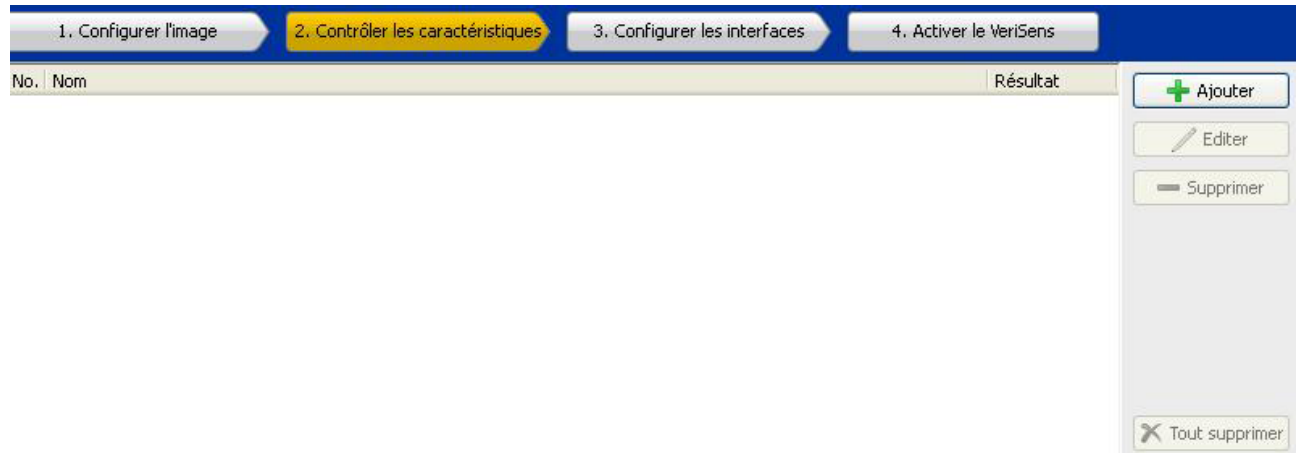 1. Configurer l'image
2. Contrôler les caractéristiques
3. Configurer les interfaces
4. Activer le VeriSens
No. Nom Résultat
Ajouter
Editer
Supprimer
Tout supprimer